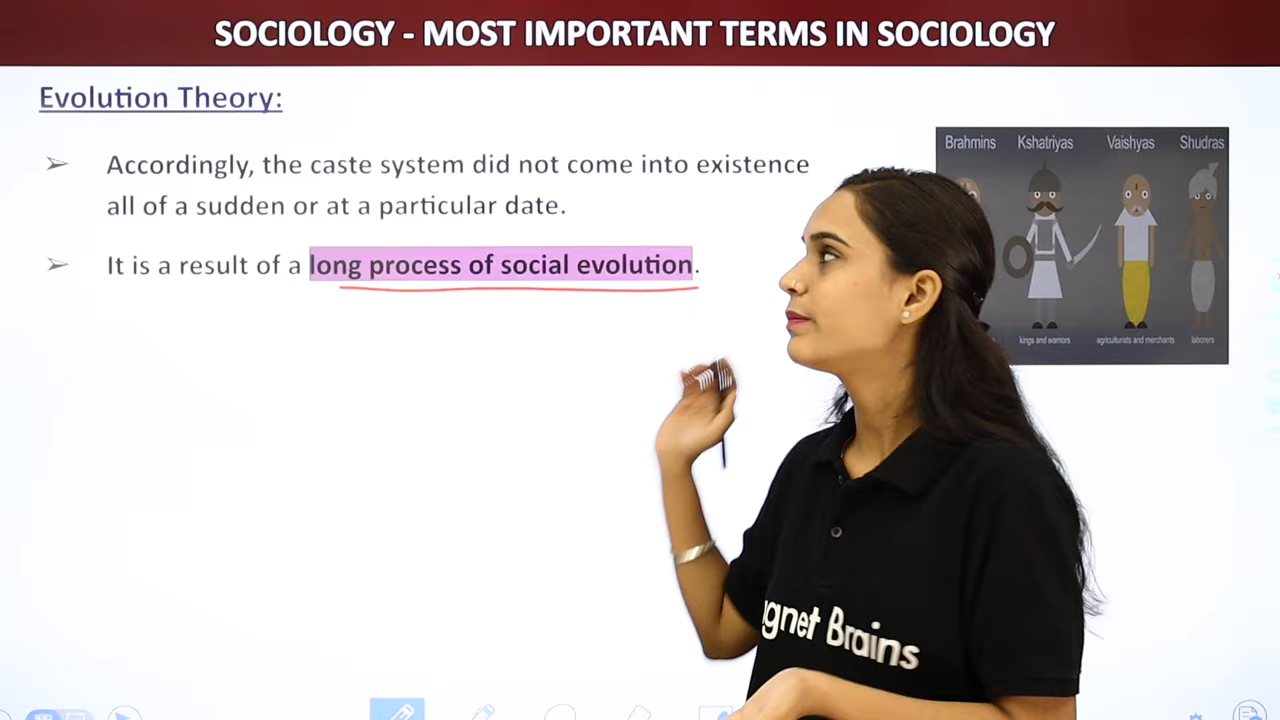 SOCIOLOGY - MOST IMPORTANT TERMS IN SOCIOLOGY
Evolution Theory:
Accordingly, the caste system did not come into existence
all of a sudden or at a particular date.
It is a result of a long process of social evolution.
Brahmins Kshatriyas Vaishyas Shudras
kings and warriors agriculturists and merchants laborers
gnet Brains